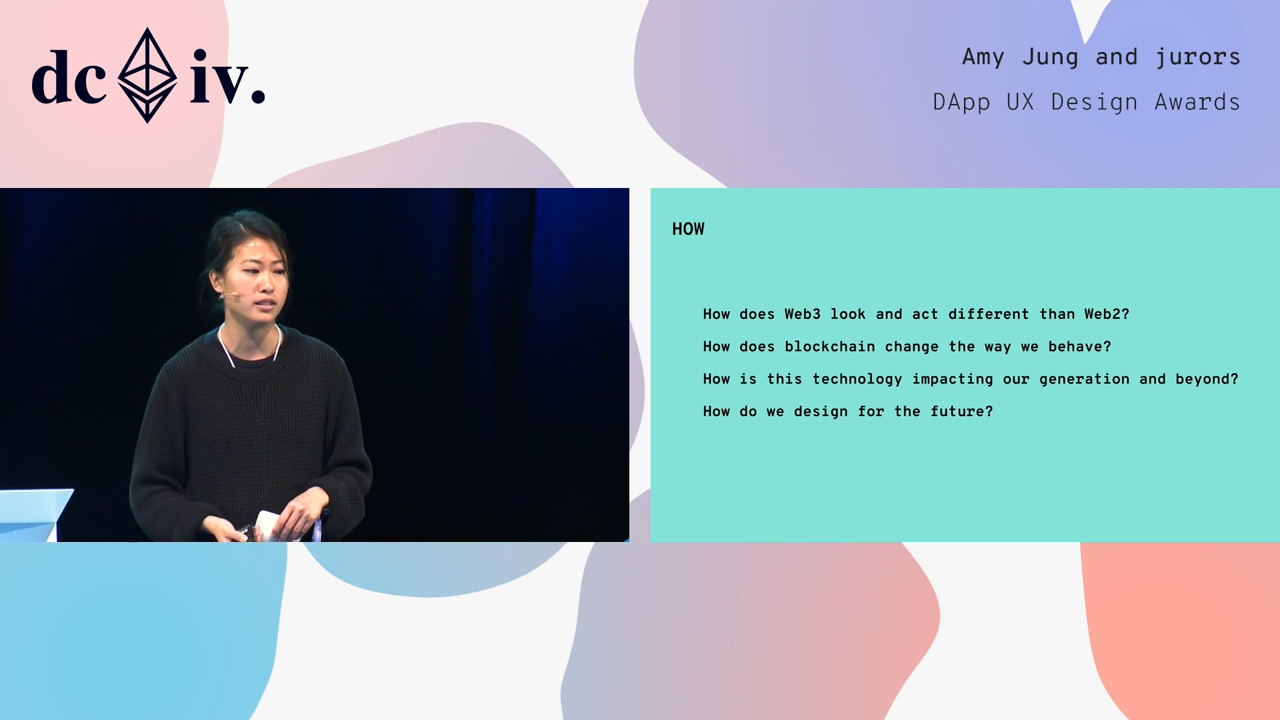 dc iv.
Amy Jung and jurors
DApp UX Design Awards
HOW
How does Web3 look and act different than Web2?
How does blockchain change the way we behave?
How is this technology impacting our generation and beyond?
How do we design for the future?